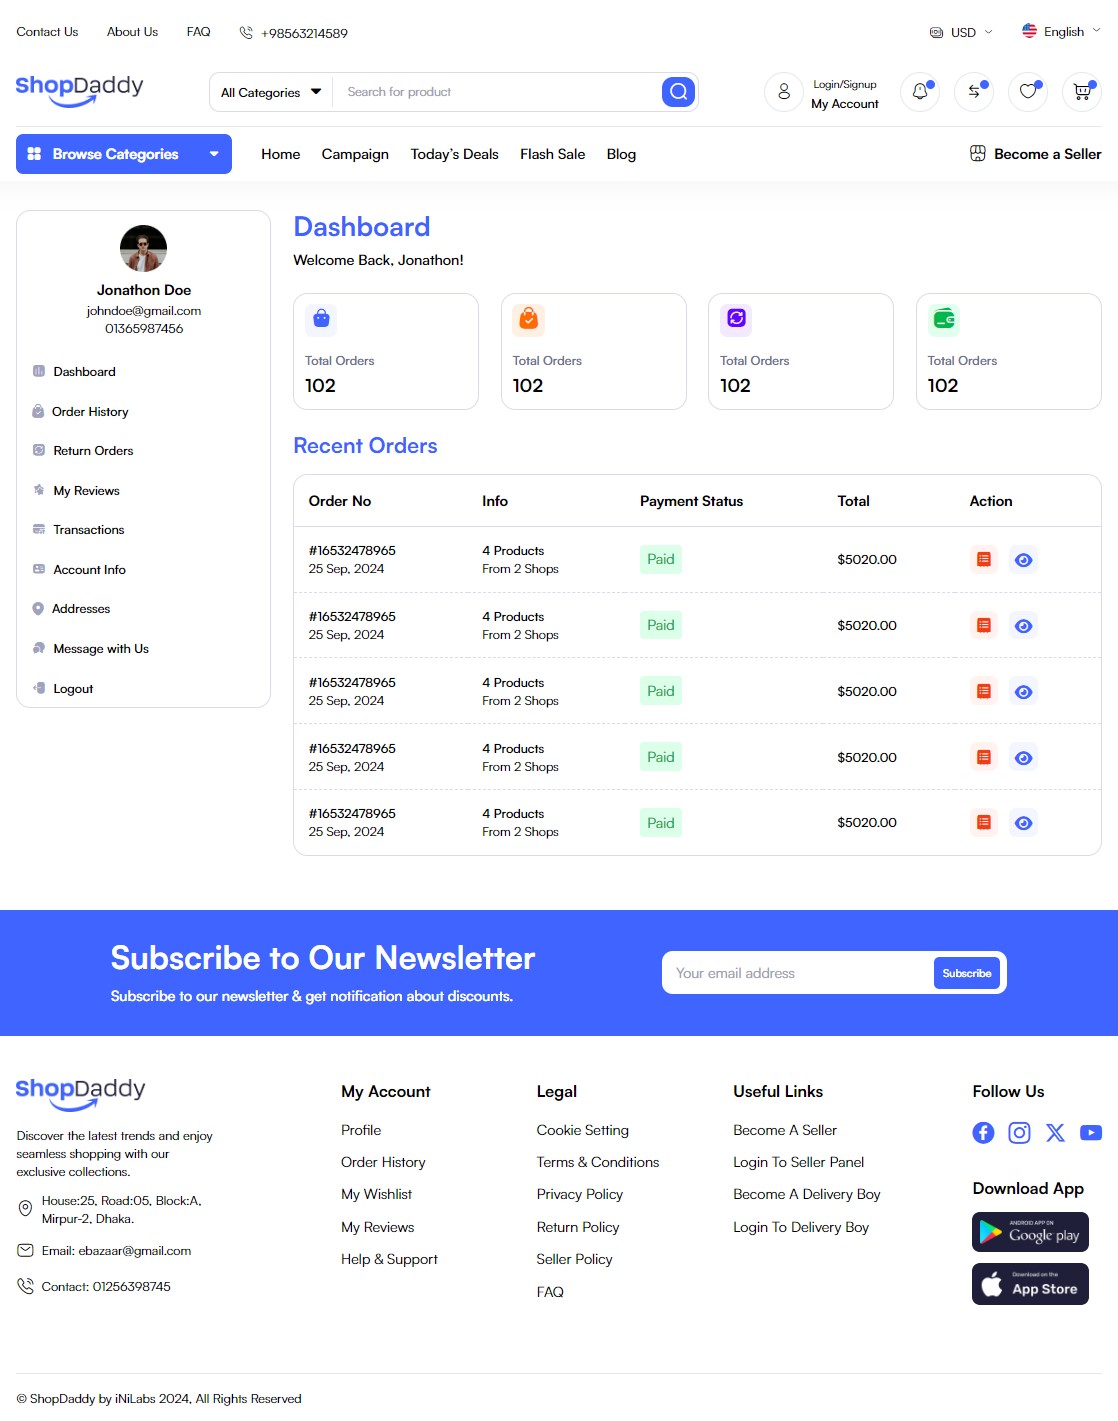 Contact Us About Us FAQ +98563214589 USD English
ShopDaddy All Categories Search for product Login/Signup
My Account
Browse Categories Home Campaign Today's Deals Flash Sale Blog Become a Seller
Jonathon Doe
johndoe@gmail.com
01365987456
Dashboard
Order History
Return Orders
My Reviews
Transactions
Account Info
Addresses
Message with Us
Logout
Dashboard
Welcome Back, Jonathon!
Total Orders Total Orders Total Orders Total Orders
102 102 102 102
Recent Orders
Order No Info Payment Status Total Action
#16532478965 4 Products Paid $5020.00
25 Sep, 2024 From 2 Shops
#16532478965 4 Products Paid $5020.00
25 Sep, 2024 From 2 Shops
#16532478965 4 Products Paid $5020.00
25 Sep, 2024 From 2 Shops
#16532478965 4 Products Paid $5020.00
25 Sep, 2024 From 2 Shops
#16532478965 4 Products Paid $5020.00
25 Sep, 2024 From 2 Shops
Subscribe to Our Newsletter
Subscribe to our newsletter & get notification about discounts.
Your email address Subscribe
ShopDaddy
Discover the latest trends and enjoy
seamless shopping with our
exclusive collections.
House:25, Road:05, Block:A,
Mirpur-2, Dhaka.
Email: ebazaar@gmail.com
Contact: 01256398745
My Account
Profile
Order History
My Wishlist
My Reviews
Help & Support
Legal
Cookie Setting
Terms & Conditions
Privacy Policy
Return Policy
Seller Policy
FAQ
Useful Links
Become A Seller
Login To Seller Panel
Become A Delivery Boy
Login To Delivery Boy
Follow Us
Download App
ANDROID APP ON
Google play
Download on the
App Store
© ShopDaddy by iNiLabs 2024, All Rights Reserved